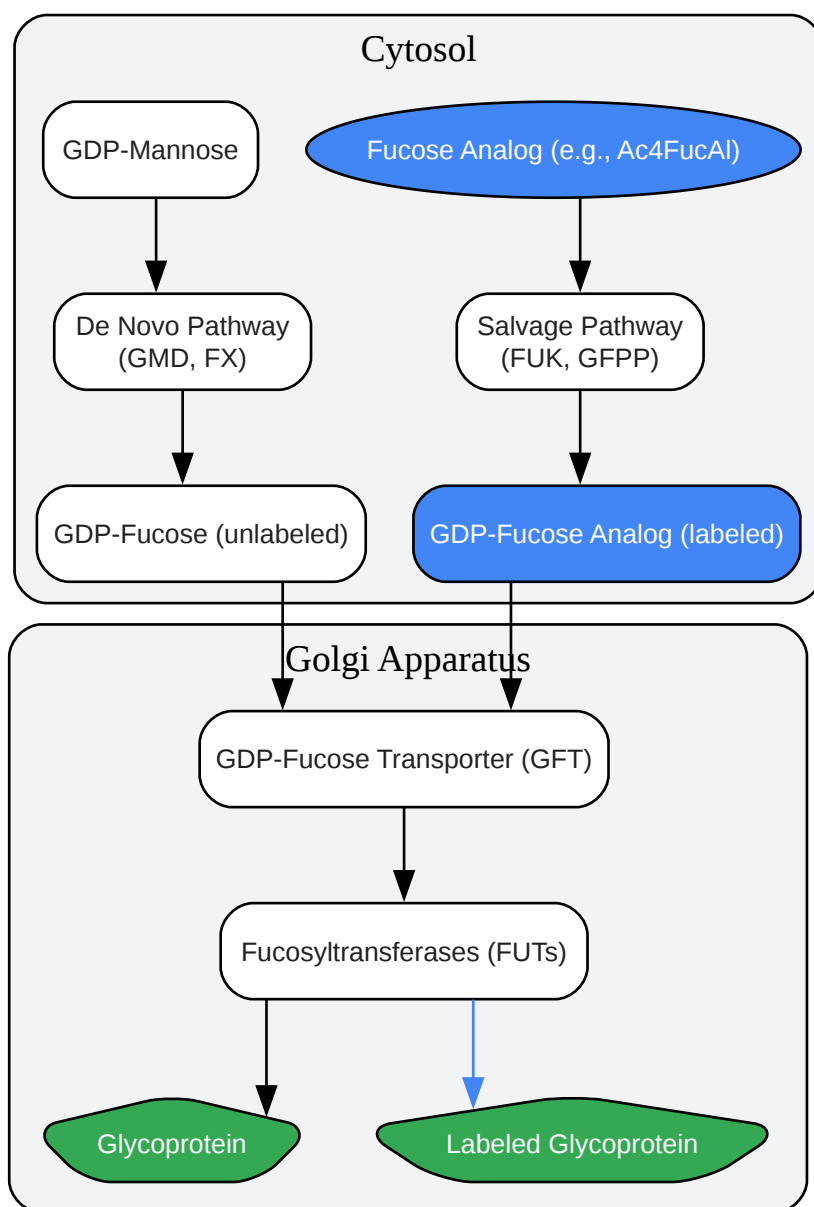 Cytosol
GDP-Mannose
Fucose Analog (e.g., Ac4FucAl)
De Novo Pathway
(GMD, FX)
Salvage Pathway
(FUK, GFPP)
GDP-Fucose (unlabeled)
GDP-Fucose Analog (labeled)
Golgi Apparatus
GDP-Fucose Transporter (GFT)
Fucosyltransferases (FUTs)
Glycoprotein
Labeled Glycoprotein